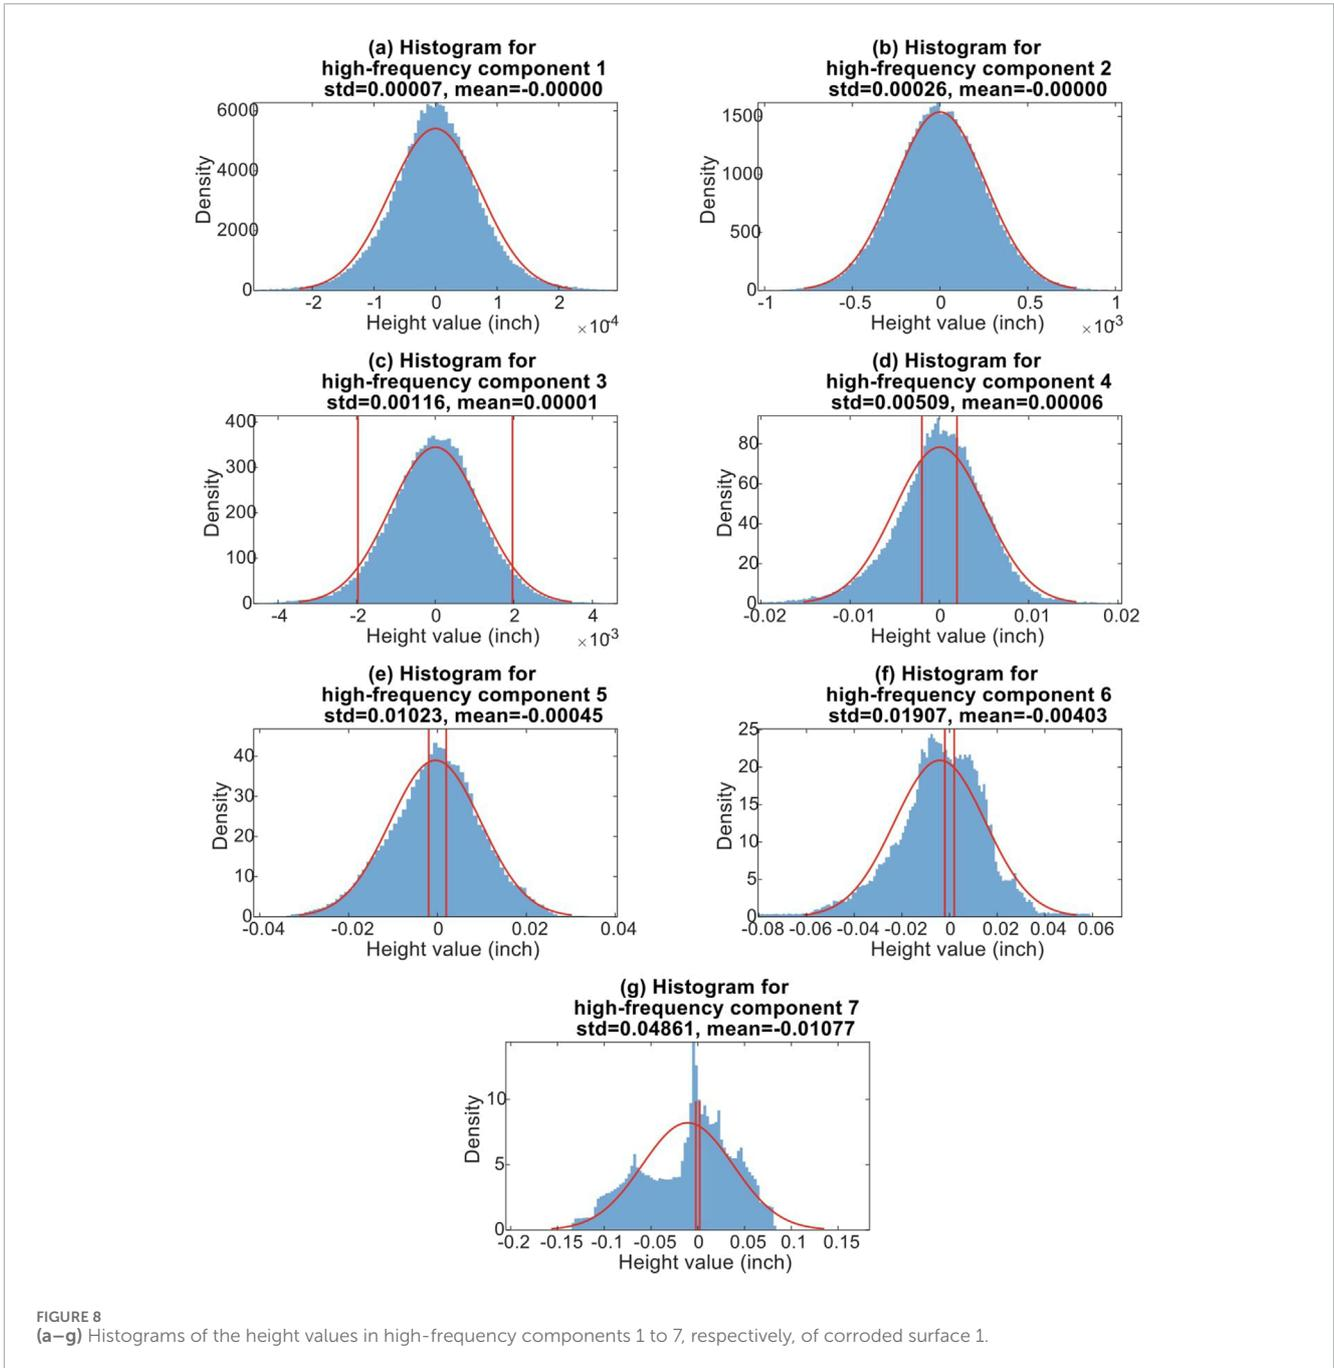 (a) Histogram for
high-frequency component 1
std=0.00007, mean=-0.00000
6000
4000
2000
0
Density
-2 -1 0 1 2
Height value (inch)
×10⁻⁴
(b) Histogram for
high-frequency component 2
std=0.00026, mean=-0.00000
1500
1000
500
0
Density
-1 -0.5 0 0.5 1
Height value (inch)
×10⁻³
(c) Histogram for
high-frequency component 3
std=0.00116, mean=0.00001
400
300
200
100
0
Density
-4 -2 0 2 4
Height value (inch)
×10⁻³
(d) Histogram for
high-frequency component 4
std=0.00509, mean=0.00006
80
60
40
20
0
Density
-0.02 -0.01 0 0.01 0.02
Height value (inch)
(e) Histogram for
high-frequency component 5
std=0.01023, mean=-0.00045
40
30
20
10
0
Density
-0.04 -0.02 0 0.02 0.04
Height value (inch)
(f) Histogram for
high-frequency component 6
std=0.01907, mean=-0.00403
25
20
15
10
5
0
Density
-0.08 -0.06 -0.04 -0.02 0 0.02 0.04 0.06
Height value (inch)
(g) Histogram for
high-frequency component 7
std=0.04861, mean=-0.01077
10
5
0
Density
-0.2 -0.15 -0.1 -0.05 0 0.05 0.1 0.15
Height value (inch)
FIGURE 8
(a–g) Histograms of the height values in high-frequency components 1 to 7, respectively, of corroded surface 1.